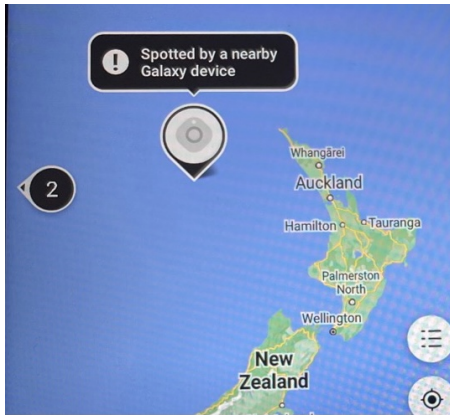 Spotted by a nearby
Galaxy device
2
Whangārei
Auckland
Hamilton
Tauranga
Palmerston
North
Wellington
New
Zealand